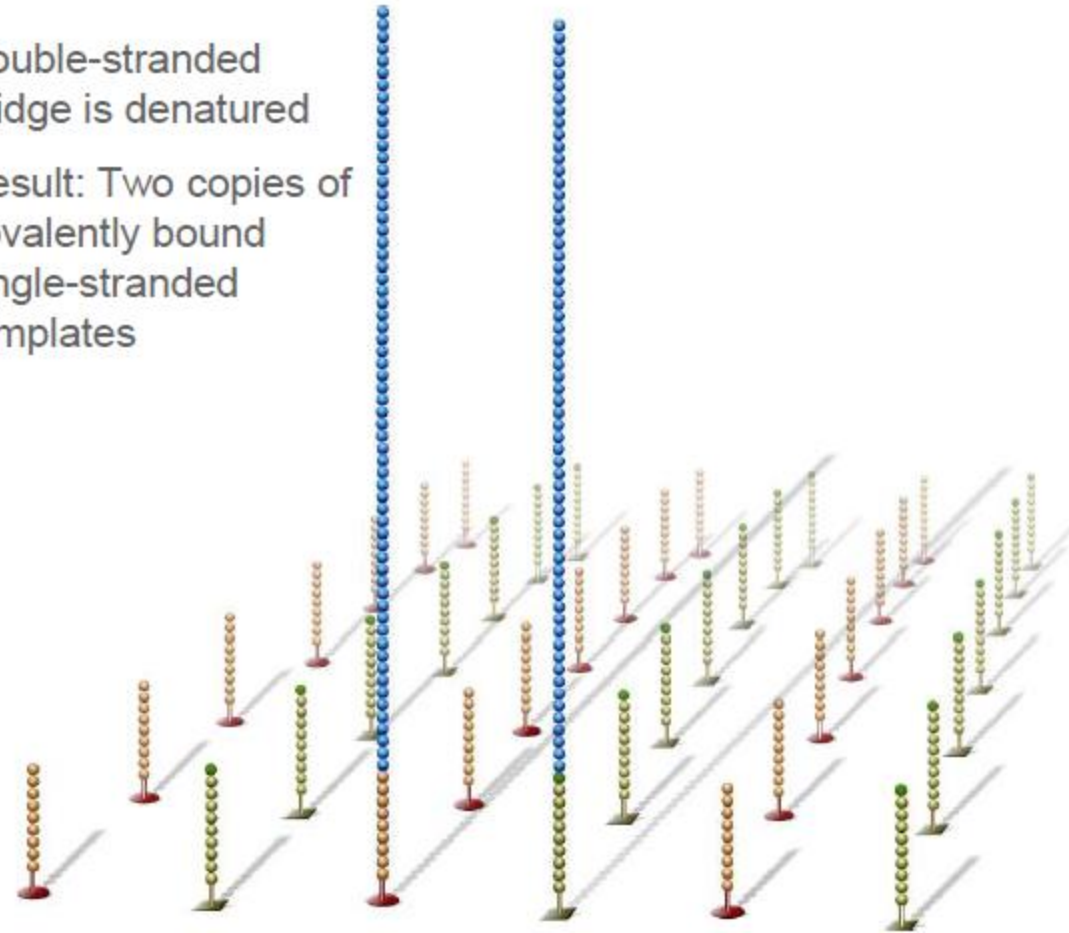 ouble-stranded
idge is denatured
esult: Two copies of
ovalently bound
ngle-stranded
mplates